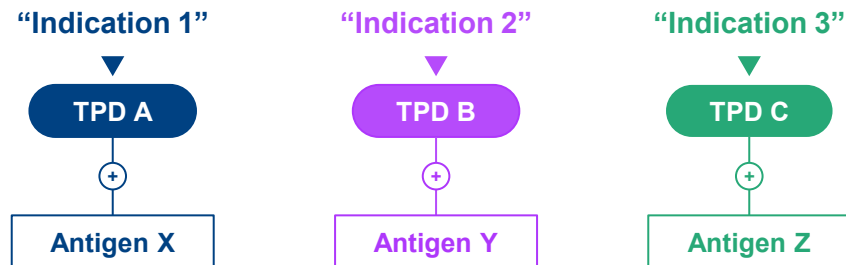 “Indication 1” “Indication 2” “Indication 3”
TPD A TPD B TPD C
+ + +
Antigen X Antigen Y Antigen Z